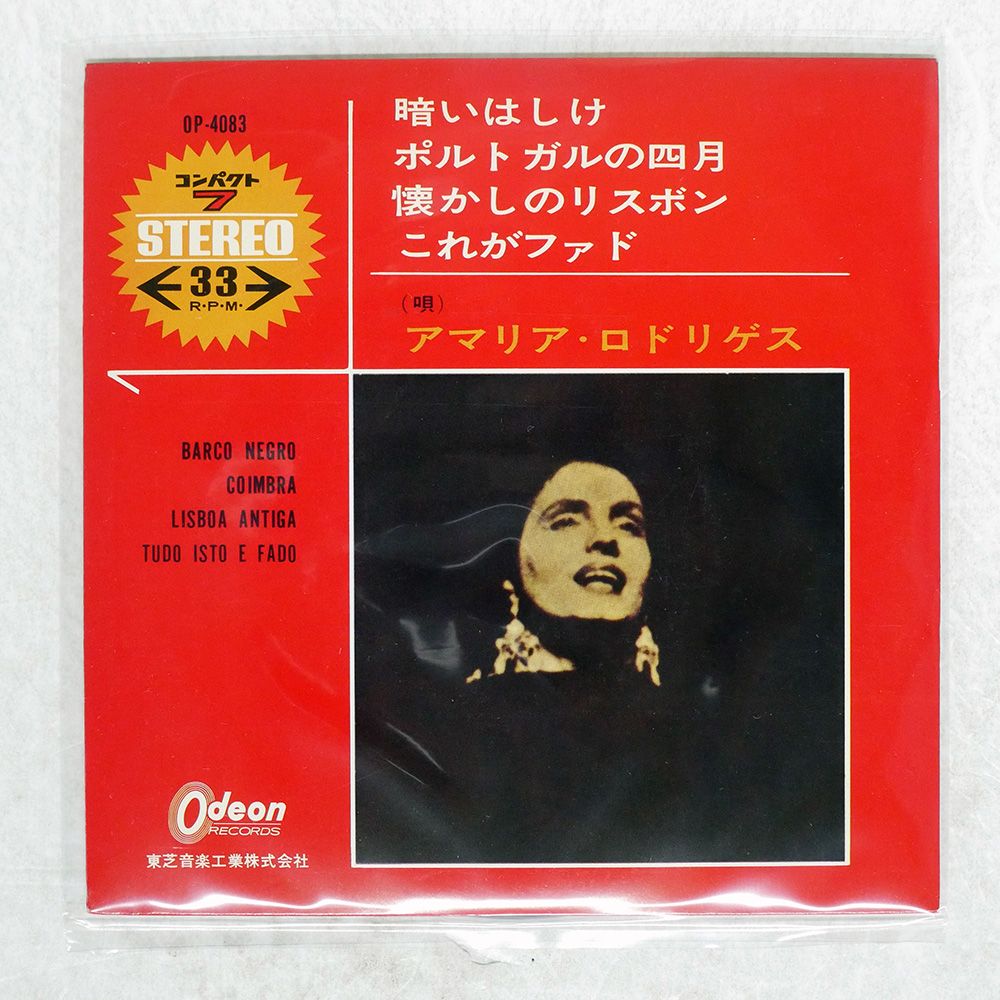 OP-4083
コンパクト
7
STEREO
33
R・P・M・
暗いはしけ
ポルトガルの四月
懐かしのリスボン
これがファド
(唄)
アマリア・ロドリゲス
BARCO NEGRO
COIMBRA
LISBOA ANTIGA
TUDO ISTO E FADO
Odeon
RECORDS
東芝音楽工業株式会社